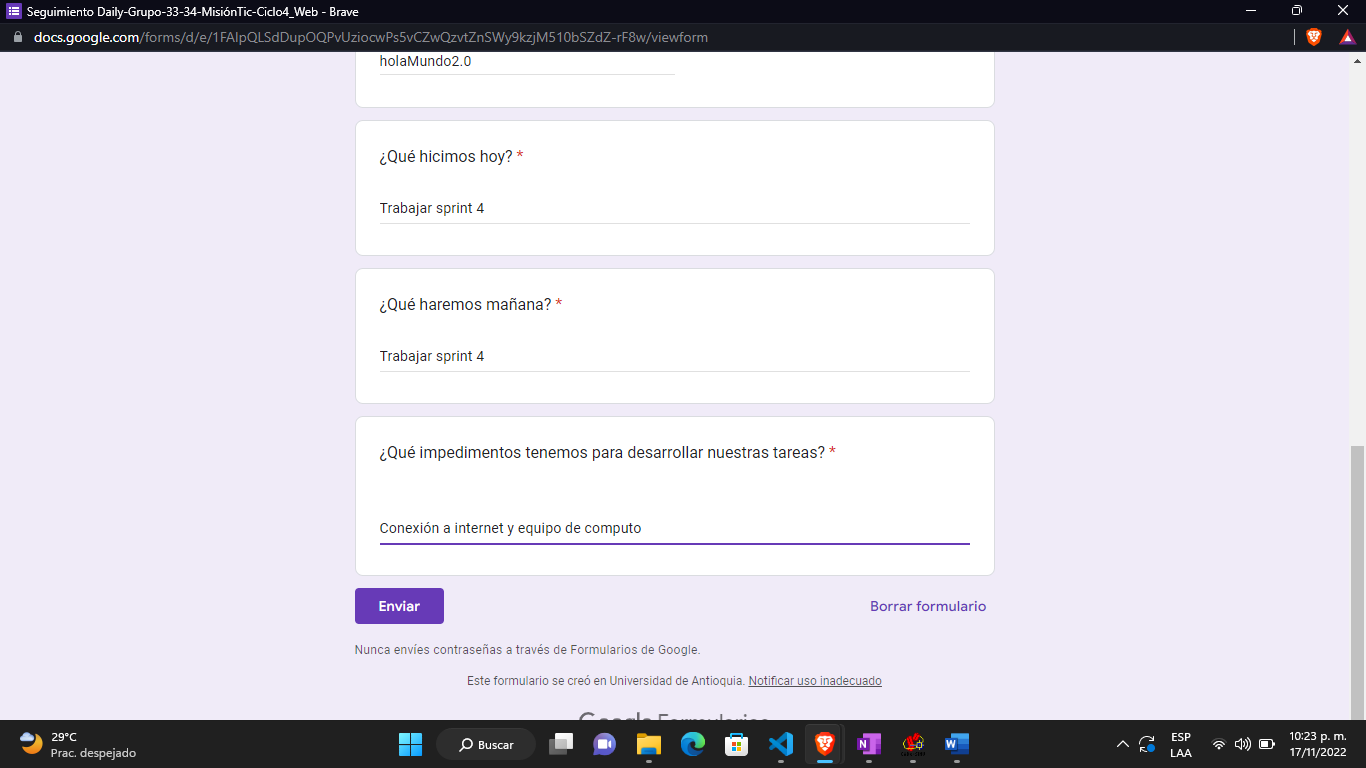 Seguimiento Daily-Grupo-33-34-MisiónTic-Ciclo4_Web - Brave
docs.google.com/forms/d/e/1FAIpQLSdDupOQPvUziocwPs5vCZwQzvtZnSWy9kzjM510bSZdZ-rF8w/viewform
holaMundo2.0
¿Qué hicimos hoy? *
Trabajar sprint 4
¿Qué haremos mañana? *
Trabajar sprint 4
¿Qué impedimentos tenemos para desarrollar nuestras tareas? *
Conexión a internet y equipo de computo
Enviar
Borrar formulario
Nunca envíes contraseñas a través de Formularios de Google.
Este formulario se creó en Universidad de Antioquia. Notificar uso inadecuado
Google Formularios
29°C
Prac. despejado
Buscar
ESP
LAA
10:23 p. m.
17/11/2022